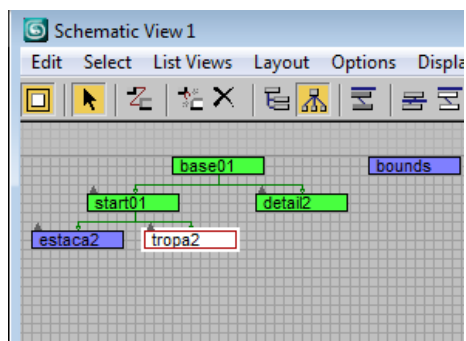 Schematic View 1
Edit Select List Views Layout Options Displa
base01 bounds
start01 detail2
estaca2 tropa2